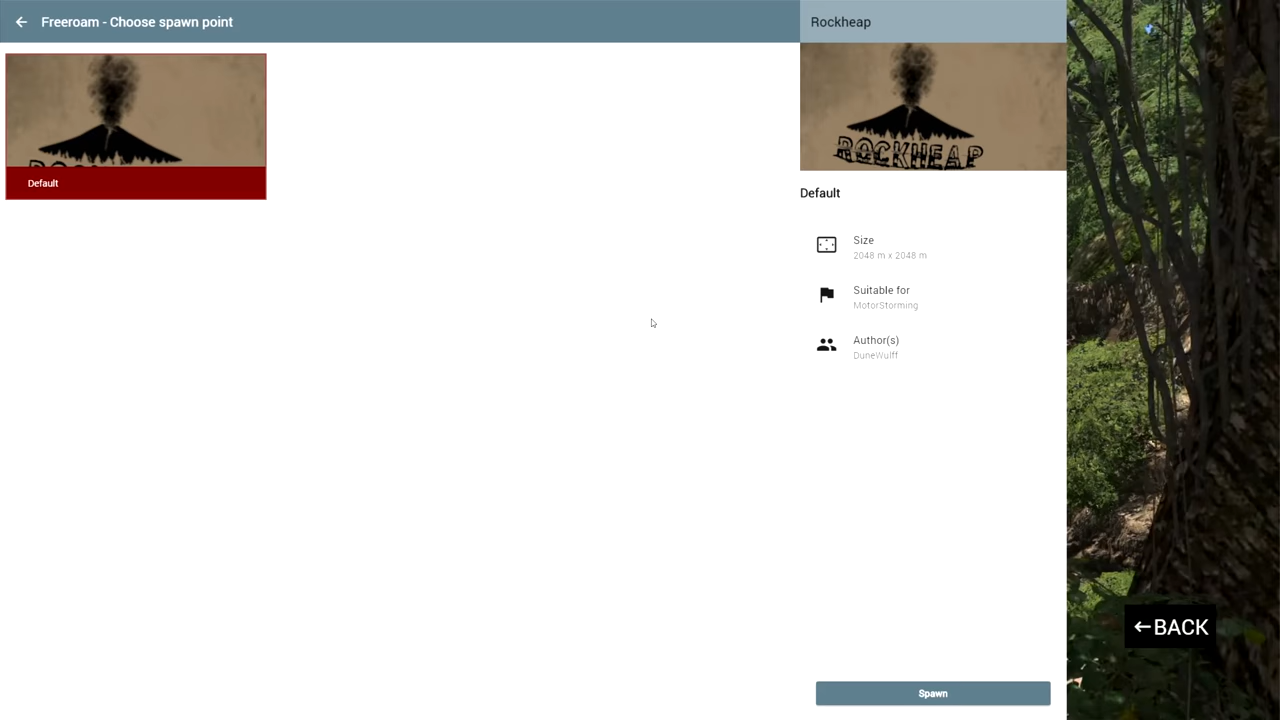 Freeroam - Choose spawn point
Default
Rockheap
ROCKHEAP
Default
Size
2048 m x 2048 m
Suitable for
MotorStorming
Author(s)
DuneWulff
BACK
Spawn